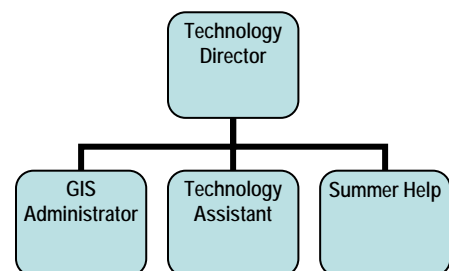 Technology
Director
GIS
Administrator
Technology
Assistant
Summer Help